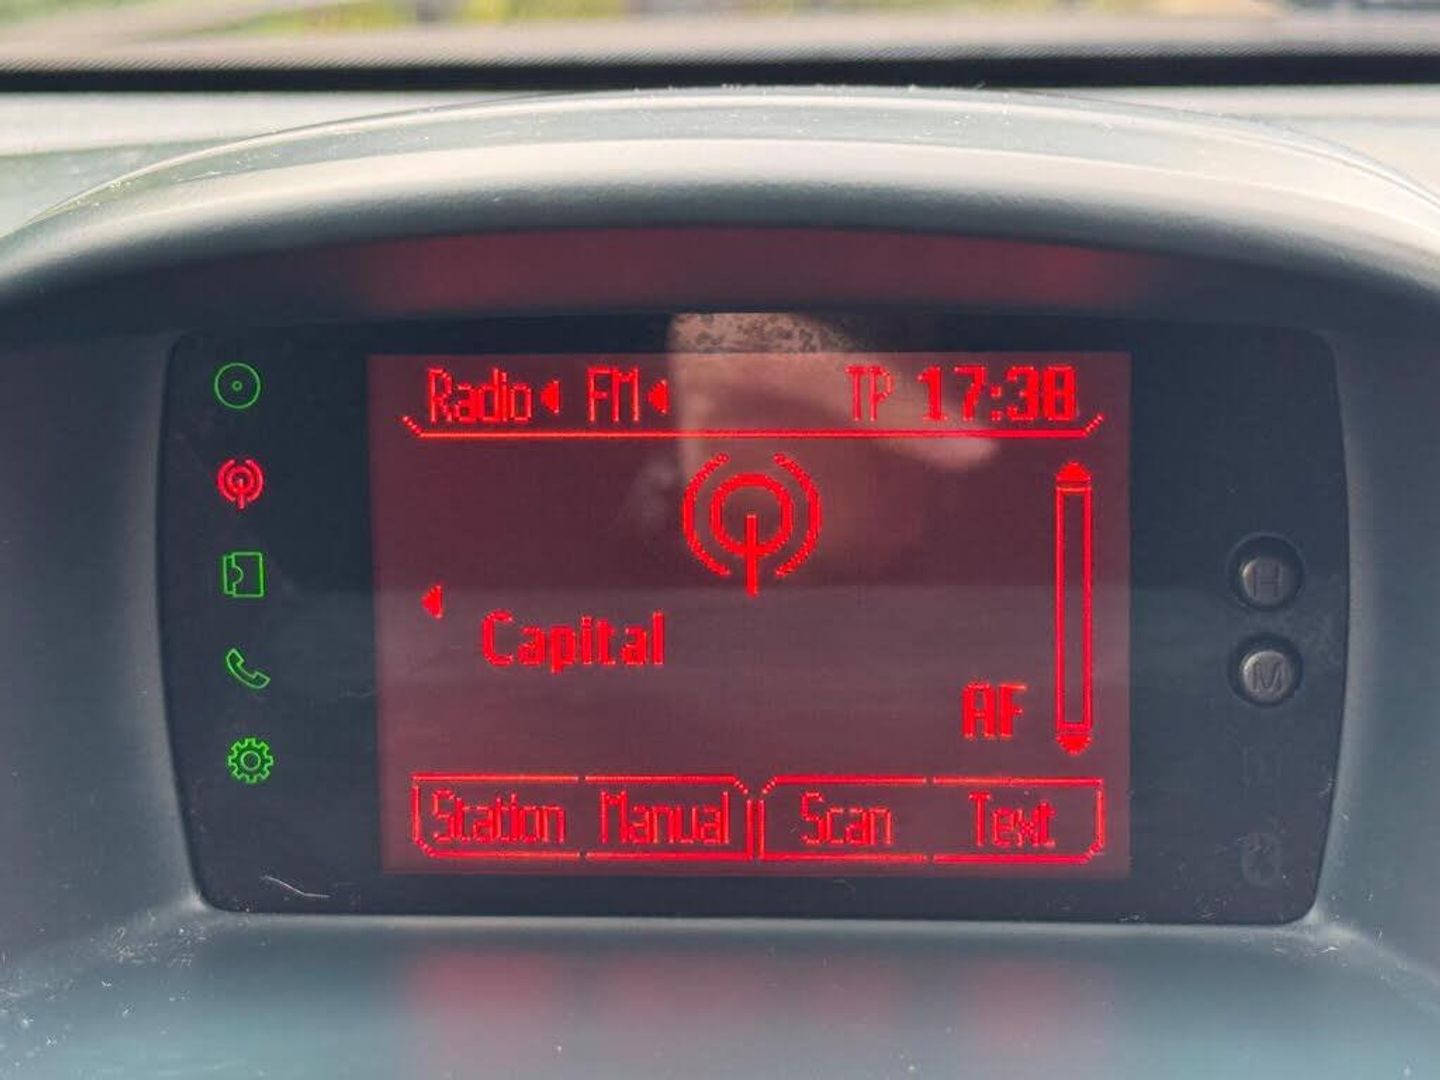 Radio FM TP 17:38
Capital
AF
Station Manual Scan Text
H
M